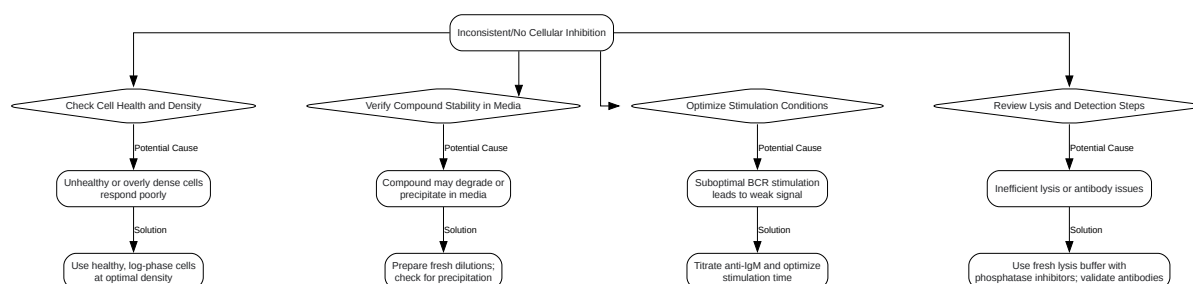 Inconsistent/No Cellular Inhibition
Check Cell Health and Density
Verify Compound Stability in Media
Optimize Stimulation Conditions
Review Lysis and Detection Steps
Potential Cause
Potential Cause
Potential Cause
Potential Cause
Unhealthy or overly dense cells
respond poorly
Compound may degrade or
precipitate in media
Suboptimal BCR stimulation
leads to weak signal
Inefficient lysis or antibody issues
Solution
Solution
Solution
Solution
Use healthy, log-phase cells
at optimal density
Prepare fresh dilutions;
check for precipitation
Titrate anti-IgM and optimize
stimulation time
Use fresh lysis buffer with
phosphatase inhibitors; validate antibodies